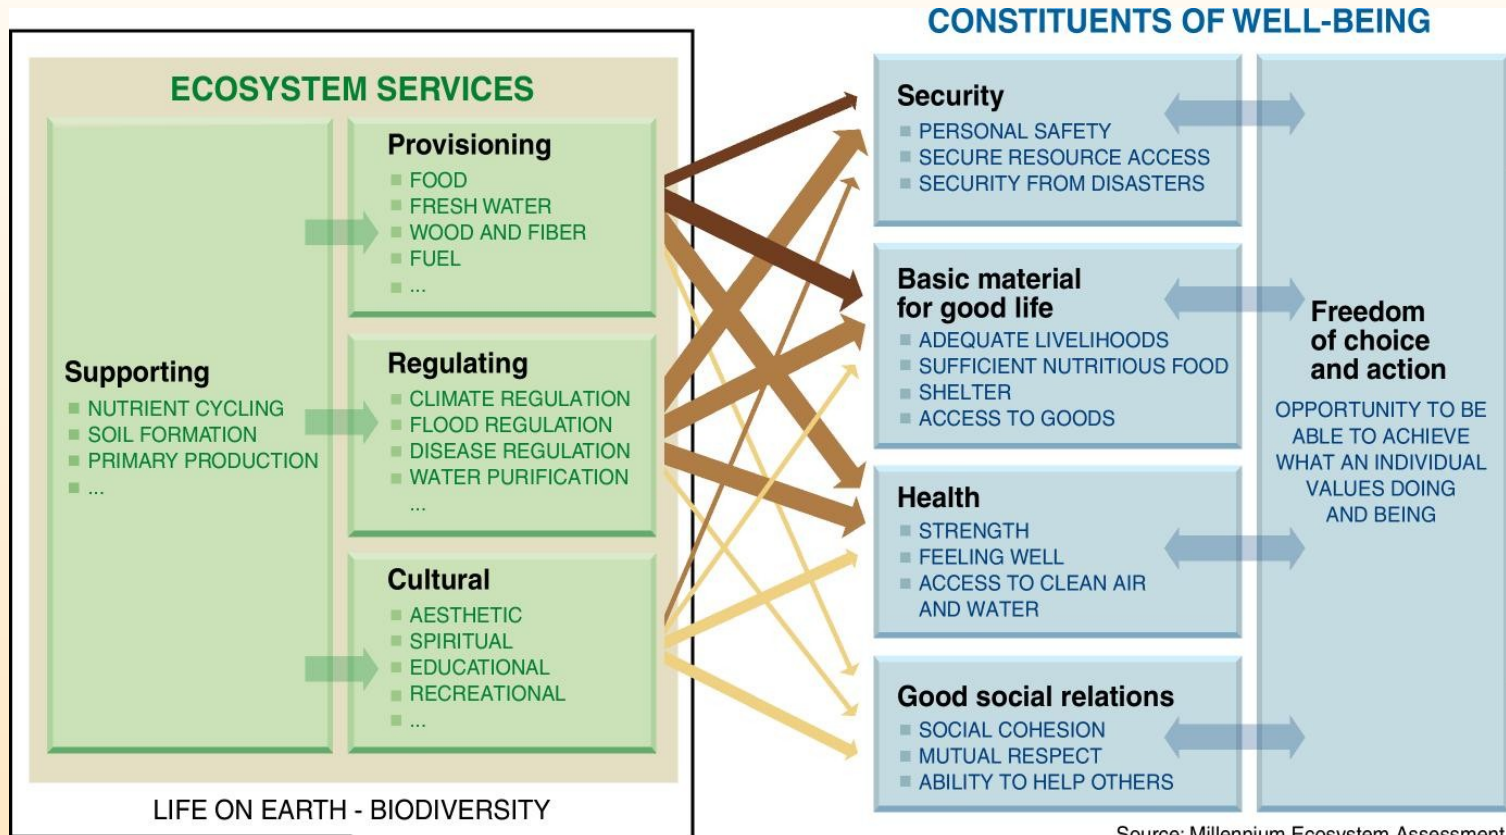 CONSTITUENTS OF WELL-BEING
ECOSYSTEM SERVICES
Supporting
NUTRIENT CYCLING
SOIL FORMATION
PRIMARY PRODUCTION
...
Provisioning
FOOD
FRESH WATER
WOOD AND FIBER
FUEL
...
Regulating
CLIMATE REGULATION
FLOOD REGULATION
DISEASE REGULATION
WATER PURIFICATION
...
Cultural
AESTHETIC
SPIRITUAL
EDUCATIONAL
RECREATIONAL
...
LIFE ON EARTH - BIODIVERSITY
Security
PERSONAL SAFETY
SECURE RESOURCE ACCESS
SECURITY FROM DISASTERS
Basic material
for good life
ADEQUATE LIVELIHOODS
SUFFICIENT NUTRITIOUS FOOD
SHELTER
ACCESS TO GOODS
Health
STRENGTH
FEELING WELL
ACCESS TO CLEAN AIR
AND WATER
Good social relations
SOCIAL COHESION
MUTUAL RESPECT
ABILITY TO HELP OTHERS
Freedom
of choice
and action
OPPORTUNITY TO BE
ABLE TO ACHIEVE
WHAT AN INDIVIDUAL
VALUES DOING
AND BEING
Source: Millennium Ecosystem Assessment